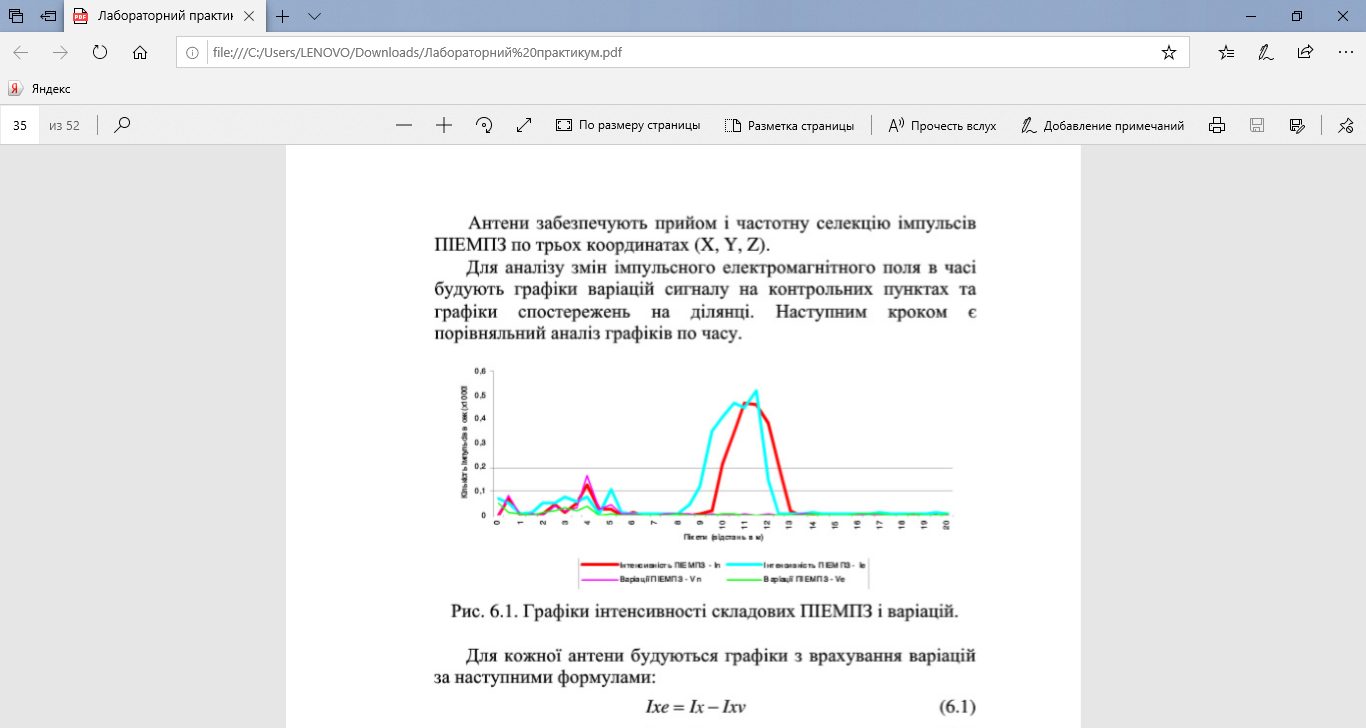 Лабораторний практик
file:///C:/Users/LENOVO/Downloads/Лабораторний%20практикум.pdf
Яндекс
35 из 52
По размеру страницы
Разметка страницы
Прочесть вслух
Добавление примечаний
Антени забезпечують прийом і частотну селекцію імпульсів
ПІЕМПЗ по трьох координатах (X, Y, Z).
Для аналізу змін імпульсного електромагнітного поля в часі
будують графіки варіацій сигналу на контрольних пунктах та
графіки спостережень на ділянці. Наступним кроком є
порівняльний аналіз графіків по часу.
Кількість імпульсів в сек (x1000)
0,6
0,5
0,4
0,3
0,2
0,1
0
0 1 2 3 4 5 6 7 8 9 10 11 12 13 14 15 16 17 18 19 20
Пікети (відстань в м)
Інтенсивність ПІЕМПЗ - In
Інтенсивність ПІЕМПЗ - Ie
Варіації ПІЕМПЗ - Vn
Варіації ПІЕМПЗ - Ve
Рис. 6.1. Графіки інтенсивності складових ПІЕМПЗ і варіацій.
Для кожної антени будуються графіки з врахування варіацій
за наступними формулами:
Ixe = Ix – Ixv (6.1)